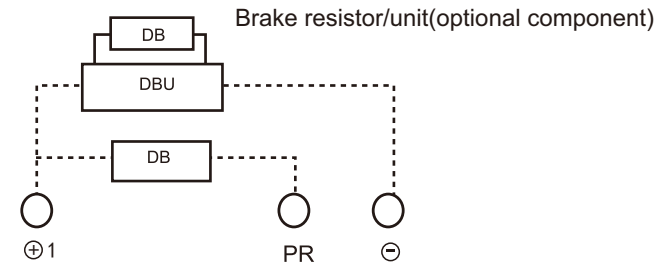 Brake resistor/unit(optional component)
DB
DBU
DB
⊕1 PR ⊖